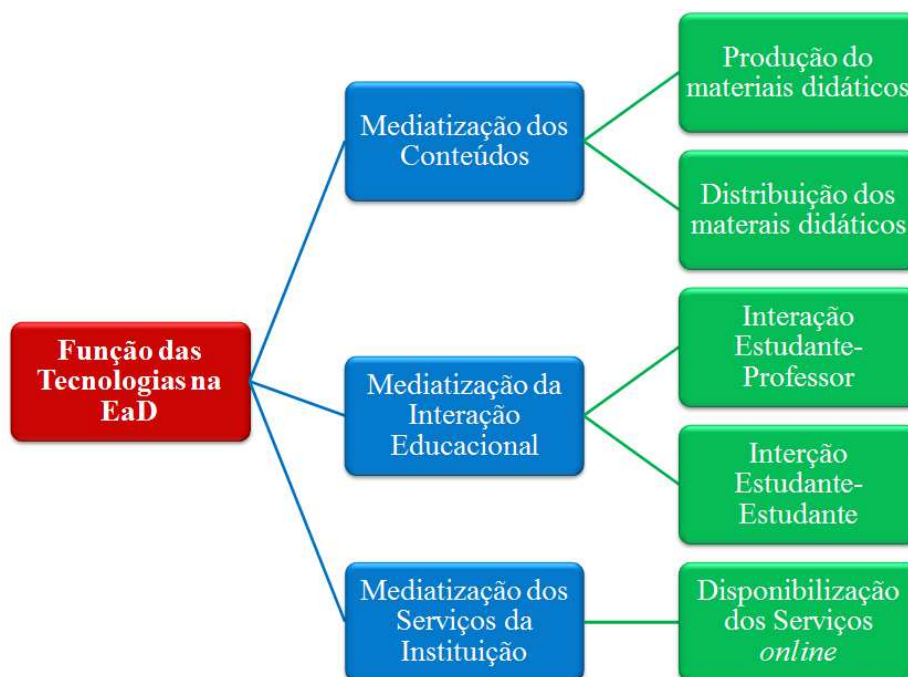 Função das
Tecnologias na
EaD
Mediatização dos
Conteúdos
Produção do
materiais didáticos
Distribuição dos
materais didáticos
Mediatização da
Interação
Educacional
Interação
Estudante-
Professor
Interção
Estudante-
Estudante
Mediatização dos
Serviços da
Instituição
Disponibilização
dos Serviços
online